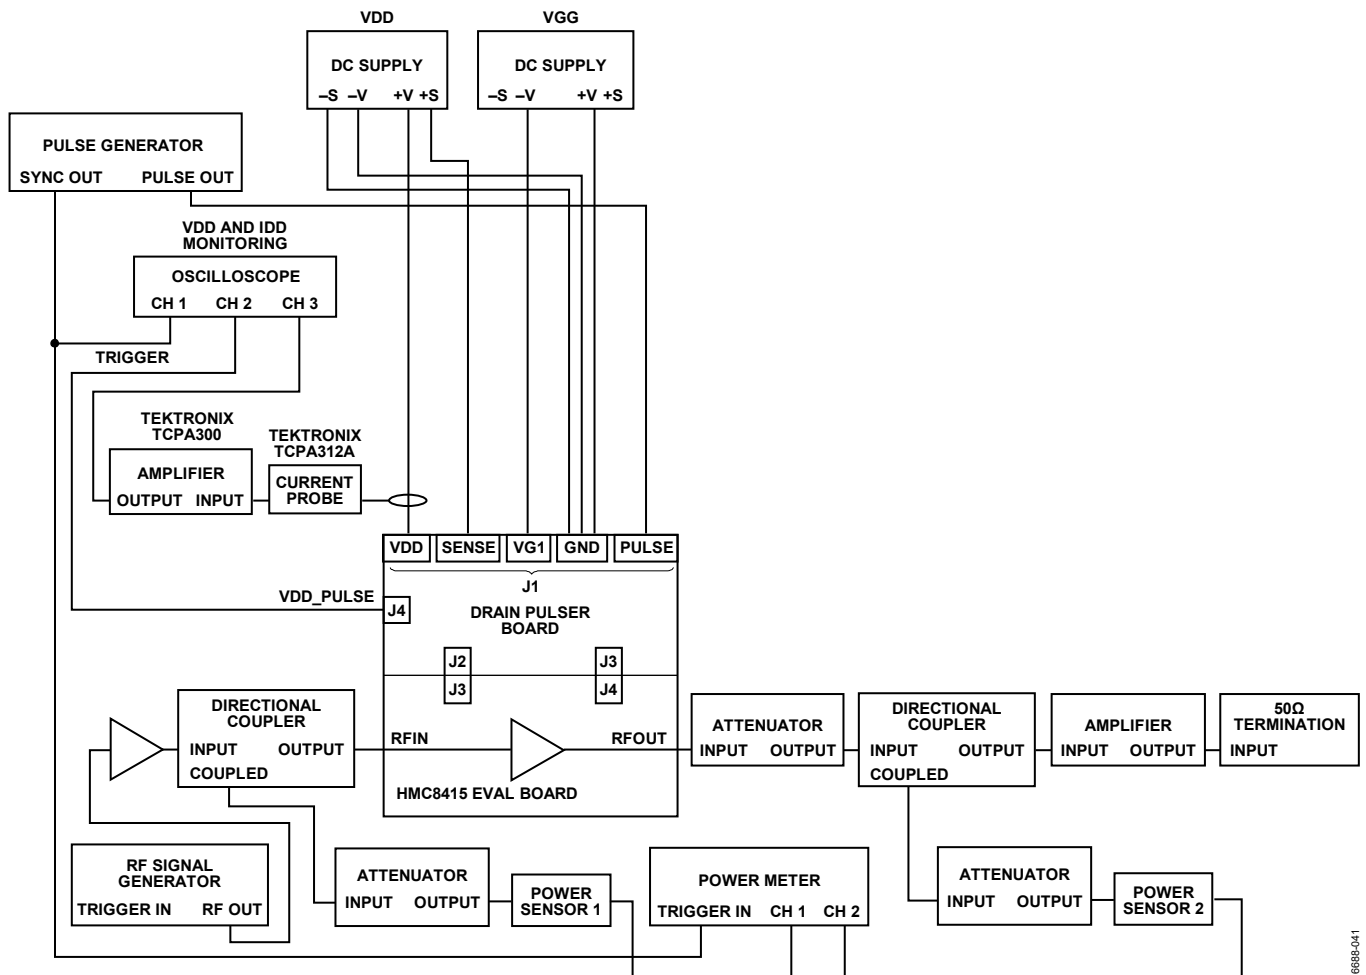 VDD
VGG
DC SUPPLY
–S –V +V +S
DC SUPPLY
–S –V +V +S
PULSE GENERATOR
SYNC OUT PULSE OUT
VDD AND IDD
MONITORING
OSCILLOSCOPE
CH 1 CH 2 CH 3
TRIGGER
TEKTRONIX
TCPA300
AMPLIFIER
OUTPUT INPUT
TEKTRONIX
TCPA312A
CURRENT
PROBE
VDD SENSE VG1 GND PULSE
J1
VDD_PULSE
J4
DRAIN PULSER
BOARD
J2
J3
J3
J4
DIRECTIONAL
COUPLER
INPUT OUTPUT
COUPLED
RFIN
RFOUT
HMC8415 EVAL BOARD
ATTENUATOR
INPUT OUTPUT
DIRECTIONAL
COUPLER
INPUT OUTPUT
COUPLED
AMPLIFIER
INPUT OUTPUT
50Ω
TERMINATION
INPUT
RF SIGNAL
GENERATOR
TRIGGER IN RF OUT
ATTENUATOR
INPUT OUTPUT
POWER
SENSOR 1
POWER METER
TRIGGER IN CH 1 CH 2
ATTENUATOR
INPUT OUTPUT
POWER
SENSOR 2
6688-041